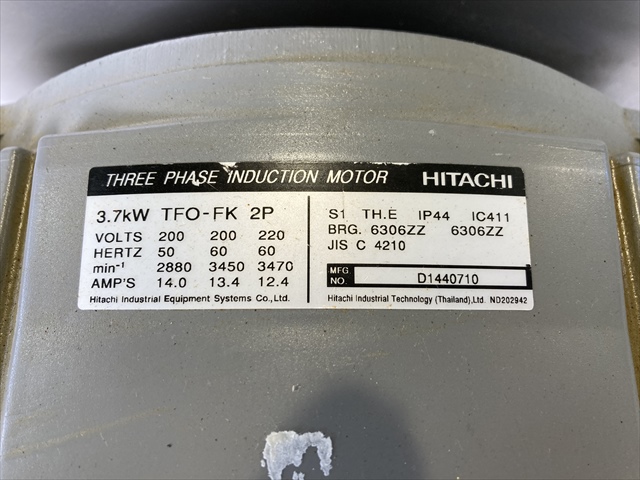 THREE PHASE INDUCTION MOTOR HITACHI
3.7kW TFO-FK 2P
VOLTS 200 200 220
HERTZ 50 60 60
min⁻¹ 2880 3450 3470
AMP'S 14.0 13.4 12.4
Hitachi Industrial Equipment Systems Co.,Ltd.
S1 TH.E IP44 IC411
BRG. 6306ZZ 6306ZZ
JIS C 4210
MFG. NO. D1440710
Hitachi Industrial Technology (Thailand),Ltd. ND202942